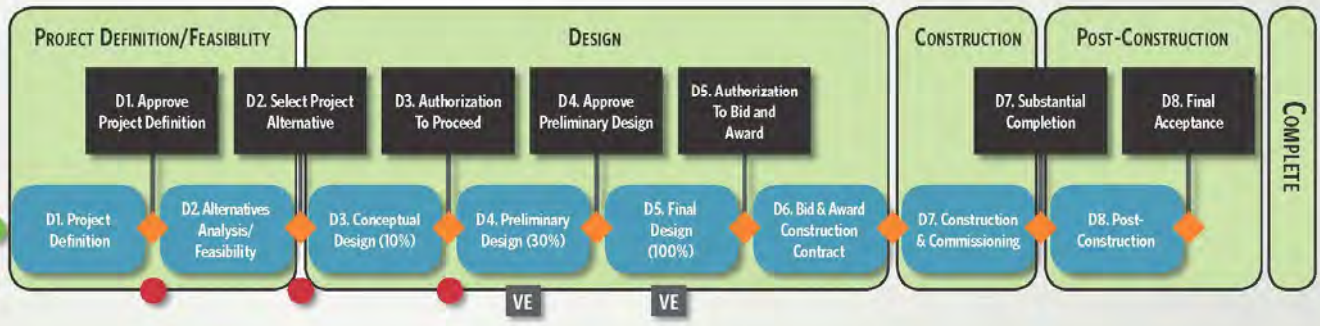 PROJECT DEFINITION/FEASIBILITY
DESIGN
CONSTRUCTION
POST-CONSTRUCTION
COMPLETE
D1. Approve
Project Definition
D2. Select Project
Alternative
D3. Authorization
To Proceed
D4. Approve
Preliminary Design
D5. Authorization
To Bid and
Award
D7. Substantial
Completion
D8. Final
Acceptance
D1. Project
Definition
D2. Alternatives
Analysis/
Feasibility
D3. Conceptual
Design (10%)
D4. Preliminary
Design (30%)
D5. Final
Design
(100%)
D6. Bid & Award
Construction
Contract
D7. Construction
& Commissioning
D8. Post-
Construction
VE
VE